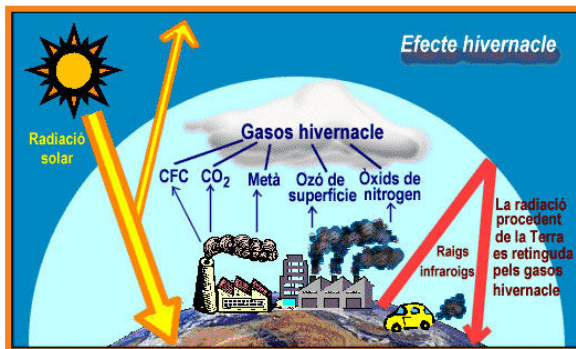 Efecte hivernacle
Radiació
solar
Gasos hivernacle
CFC
CO₂
Metà
Ozó de
superfície
Òxids de
nitrogen
Raigs
infraroigs
La radiació
procedent
de la Terra
es retinguda
pels gasos
hivernacle